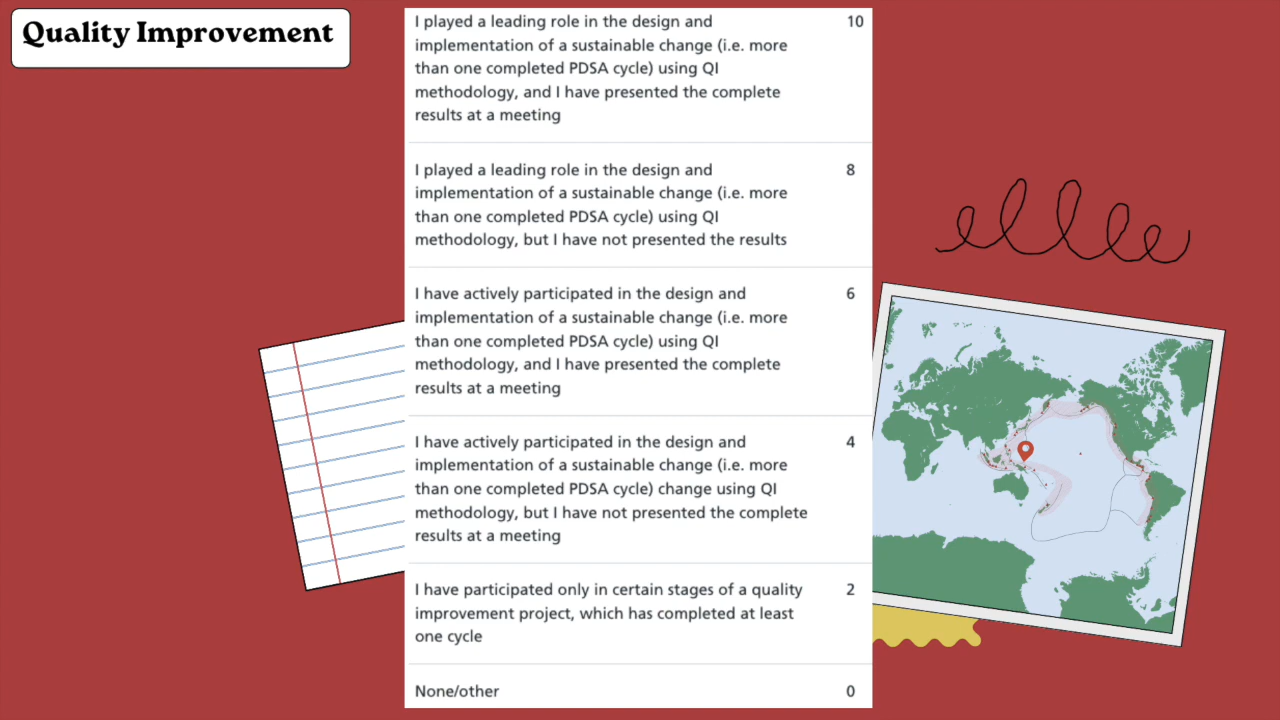 Quality Improvement
I played a leading role in the design and 10
implementation of a sustainable change (i.e. more
than one completed PDSA cycle) using QI
methodology, and I have presented the complete
results at a meeting
I played a leading role in the design and 8
implementation of a sustainable change (i.e. more
than one completed PDSA cycle) using QI
methodology, but I have not presented the results
I have actively participated in the design and 6
implementation of a sustainable change (i.e. more
than one completed PDSA cycle) using QI
methodology, and I have presented the complete
results at a meeting
I have actively participated in the design and 4
implementation of a sustainable change (i.e. more
than one completed PDSA cycle) change using QI
methodology, but I have not presented the complete
results at a meeting
I have participated only in certain stages of a quality 2
improvement project, which has completed at least
one cycle
None/other 0